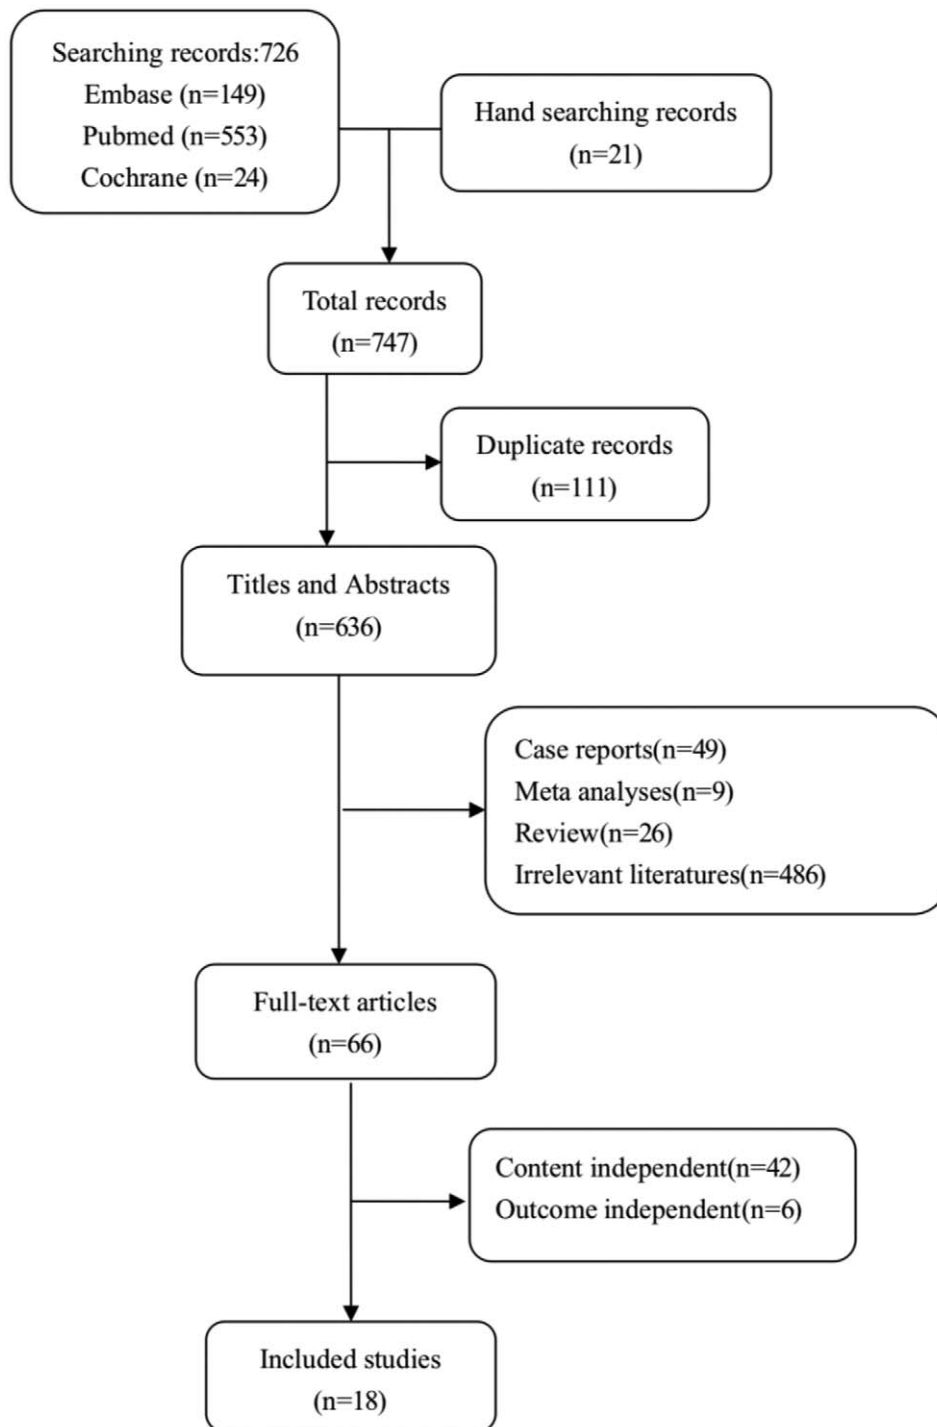 Searching records:726
Embase (n=149)
Pubmed (n=553)
Cochrane (n=24)
Hand searching records
(n=21)
Total records
(n=747)
Duplicate records
(n=111)
Titles and Abstracts
(n=636)
Case reports(n=49)
Meta analyses(n=9)
Review(n=26)
Irrelevant literatures(n=486)
Full-text articles
(n=66)
Content independent(n=42)
Outcome independent(n=6)
Included studies
(n=18)